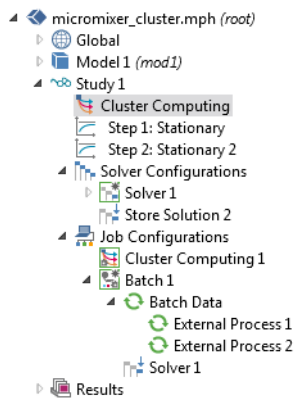 micromixer_cluster.mph (root)
Global
Model 1 (mod1)
Study 1
Cluster Computing
Step 1: Stationary
Step 2: Stationary 2
Solver Configurations
Solver 1
Store Solution 2
Job Configurations
Cluster Computing 1
Batch 1
Batch Data
External Process 1
External Process 2
Solver 1
Results